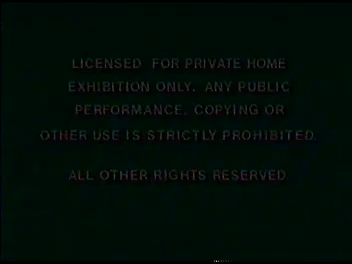 LICENSED FOR PRIVATE HOME
EXHIBITION ONLY. ANY PUBLIC
PERFORMANCE, COPYING OR
OTHER USE IS STRICTLY PROHIBITED.
ALL OTHER RIGHTS RESERVED.